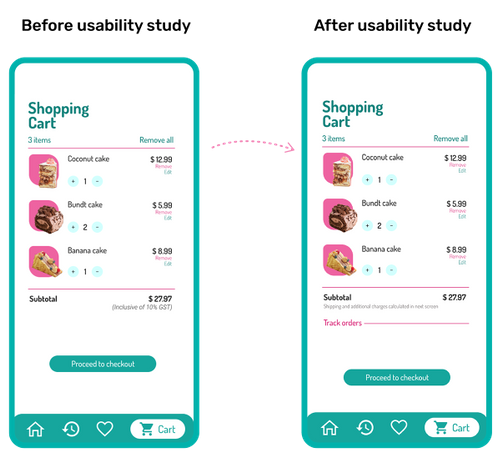 Before usability study
After usability study
Shopping
Cart
3 items
Remove all
Coconut cake
$ 12.99
Remove
Edit
+ 1 -
Bundt cake
$ 5.99
Remove
Edit
+ 2 -
Banana cake
$ 8.99
Remove
Edit
+ 1 -
Subtotal
$ 27.97
(Inclusive of 10% GST)
Proceed to checkout
Cart
Shopping
Cart
3 items
Remove all
Coconut cake
$ 12.99
Remove
Edit
+ 1 -
Bundt cake
$ 5.99
Remove
Edit
+ 2 -
Banana cake
$ 8.99
Remove
Edit
+ 1 -
Subtotal
$ 27.97
Shipping and additional charges calculated in next screen
Track orders
Proceed to checkout
Cart